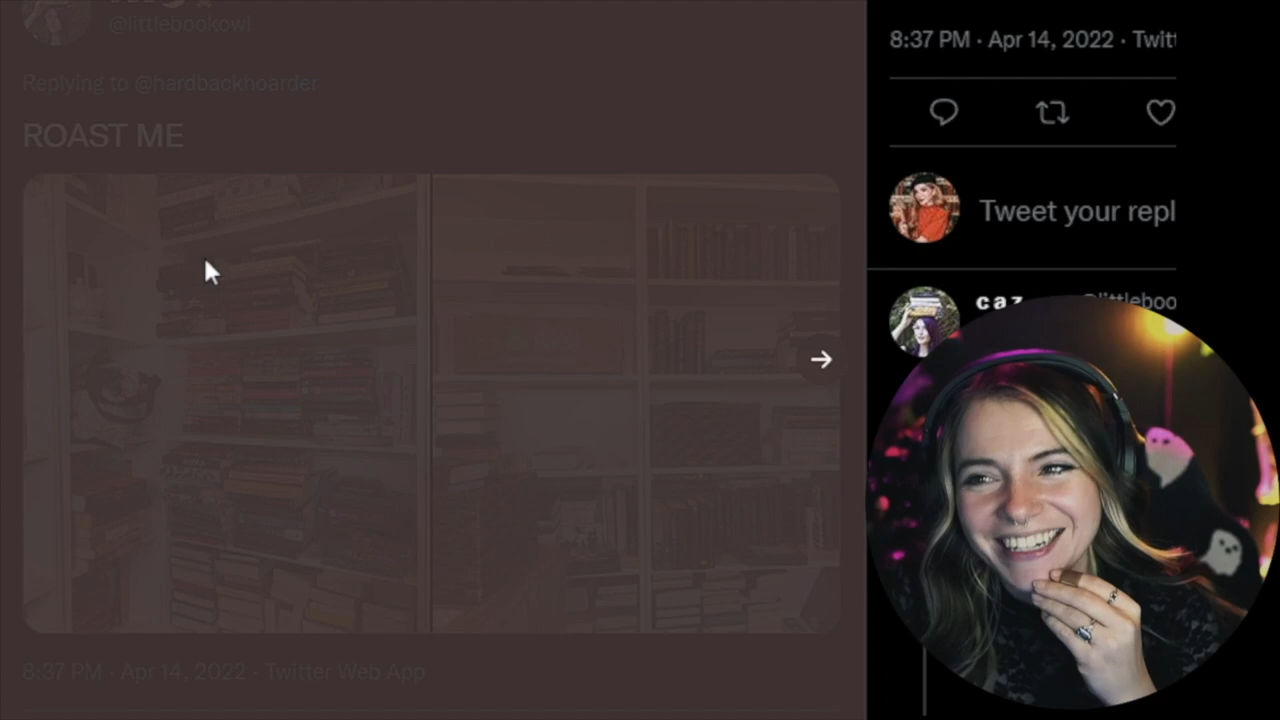 @littlebookowl
Replying to @hardbackhoarder
ROAST ME
8:37 PM · Apr 14, 2022 · Twitter Web App
8:37 PM · Apr 14, 2022 · Twitt
Tweet your repl
caz
@littleboo